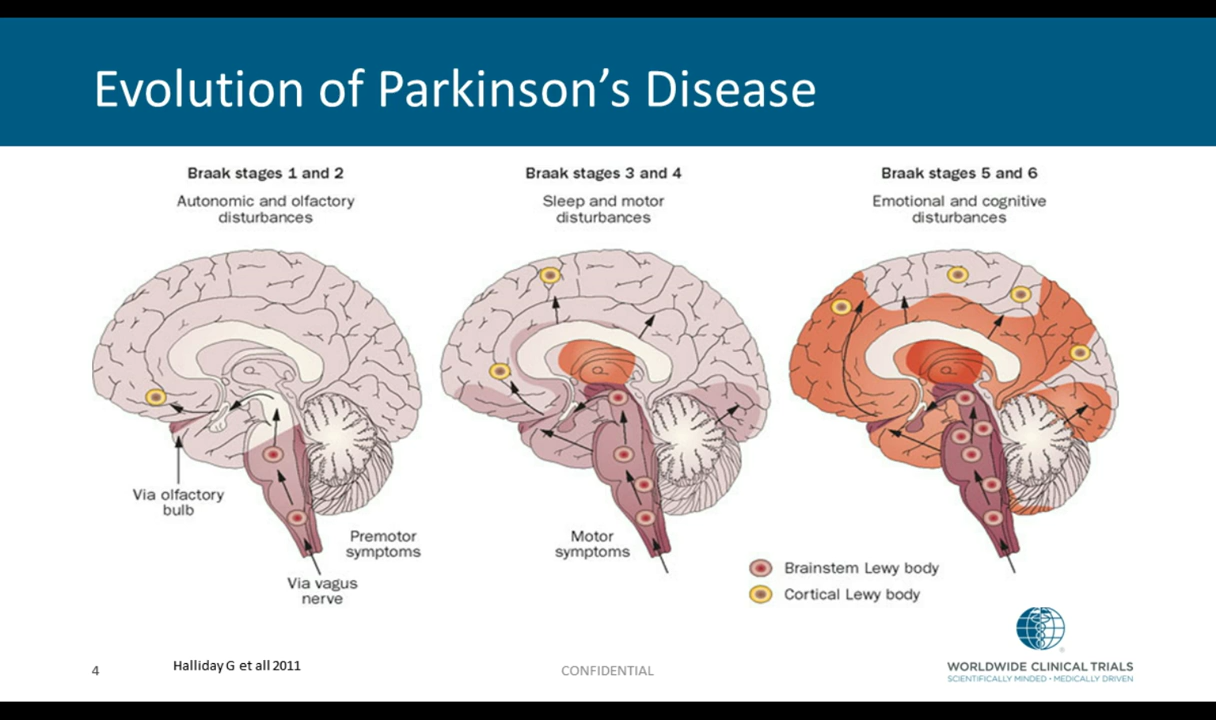 Evolution of Parkinson’s Disease
Braak stages 1 and 2
Autonomic and olfactory
disturbances
Braak stages 3 and 4
Sleep and motor
disturbances
Braak stages 5 and 6
Emotional and cognitive
disturbances
Via olfactory
bulb
Premotor
symptoms
Via vagus
nerve
Motor
symptoms
Brainstem Lewy body
Cortical Lewy body
4
Halliday G et all 2011
CONFIDENTIAL
WORLDWIDE CLINICAL TRIALS
SCIENTIFICALLY MINDED • MEDICALLY DRIVEN